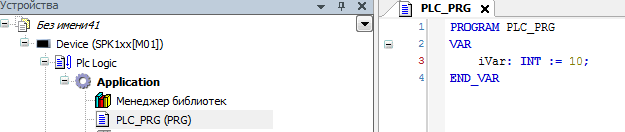 Устройства
Без имени41
Device (SPK1xx[M01])
Plc Logic
Application
Менеджер библиотек
PLC_PRG (PRG)
PLC_PRG
1 PROGRAM PLC_PRG
2 VAR
3 iVar: INT := 10;
4 END_VAR